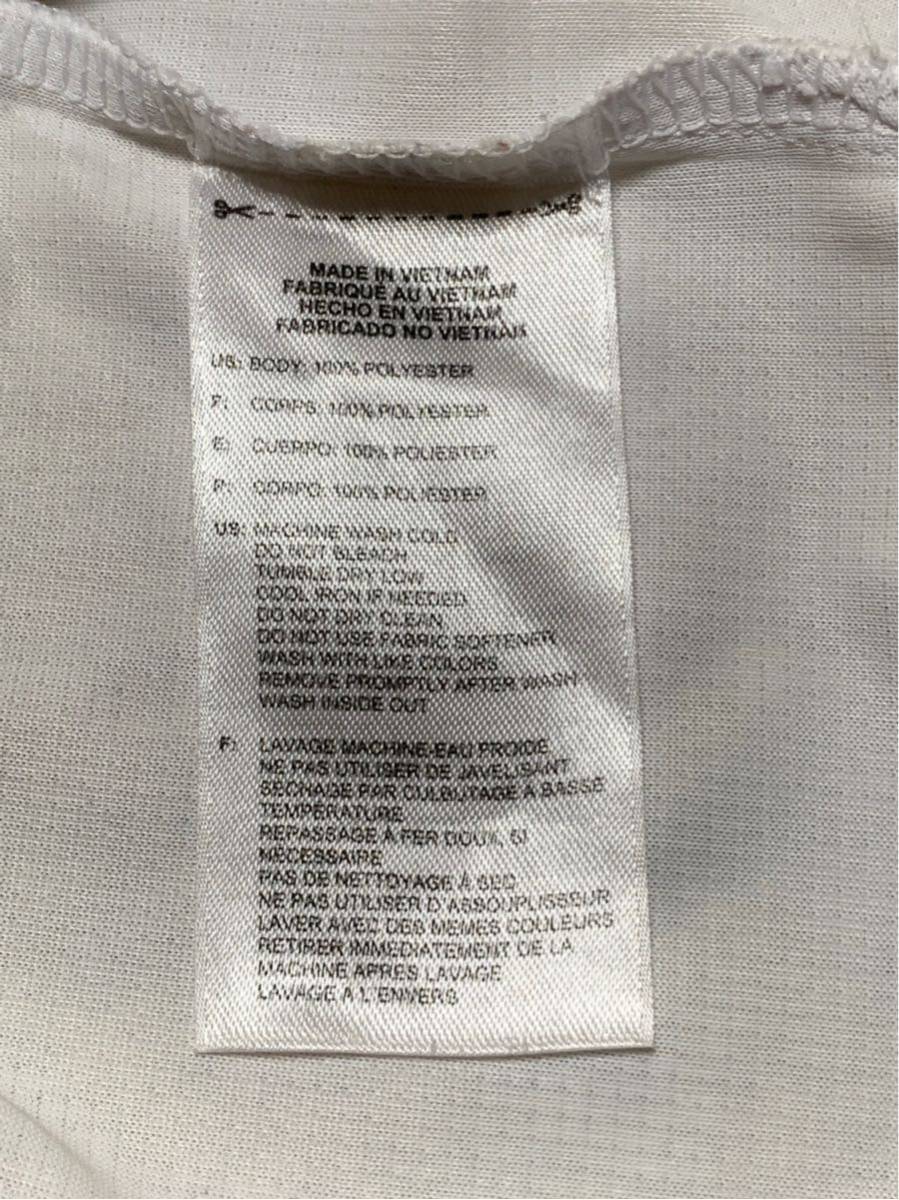 MADE IN VIETNAM
FABRIQUE AU VIETNAM
HECHO EN VIETNAM
FABRICADO NO VIETNAM
US: BODY: 100% POLYESTER
F: CORPS: 100% POLYESTER
E: CUERPO: 100% POLIESTER
P: CORPO: 100% POLIESTER
US: MACHINE WASH COLD
DO NOT BLEACH
TUMBLE DRY LOW
COOL IRON IF NEEDED
DO NOT DRY CLEAN
DO NOT USE FABRIC SOFTENER
WASH WITH LIKE COLORS
REMOVE PROMPTLY AFTER WASH
WASH INSIDE OUT
F: LAVAGE MACHINE-EAU FROIDE
NE PAS UTILISER DE JAVELISANT
SECHAGE PAR CULBUTAGE A BASSE
TEMPÉRATURE
REPASSAGE À FER DOUX, SI
NECESSAIRE
PAS DE NETTOYAGE À SEC
NE PAS UTILISER D'ASSOUPLISSEUR
LAVER AVEC DES MEMES COULEURS
RETIRER IMMEDIATEMENT DE LA
MACHINE APRES LAVAGE
LAVAGE A L'ENVERS